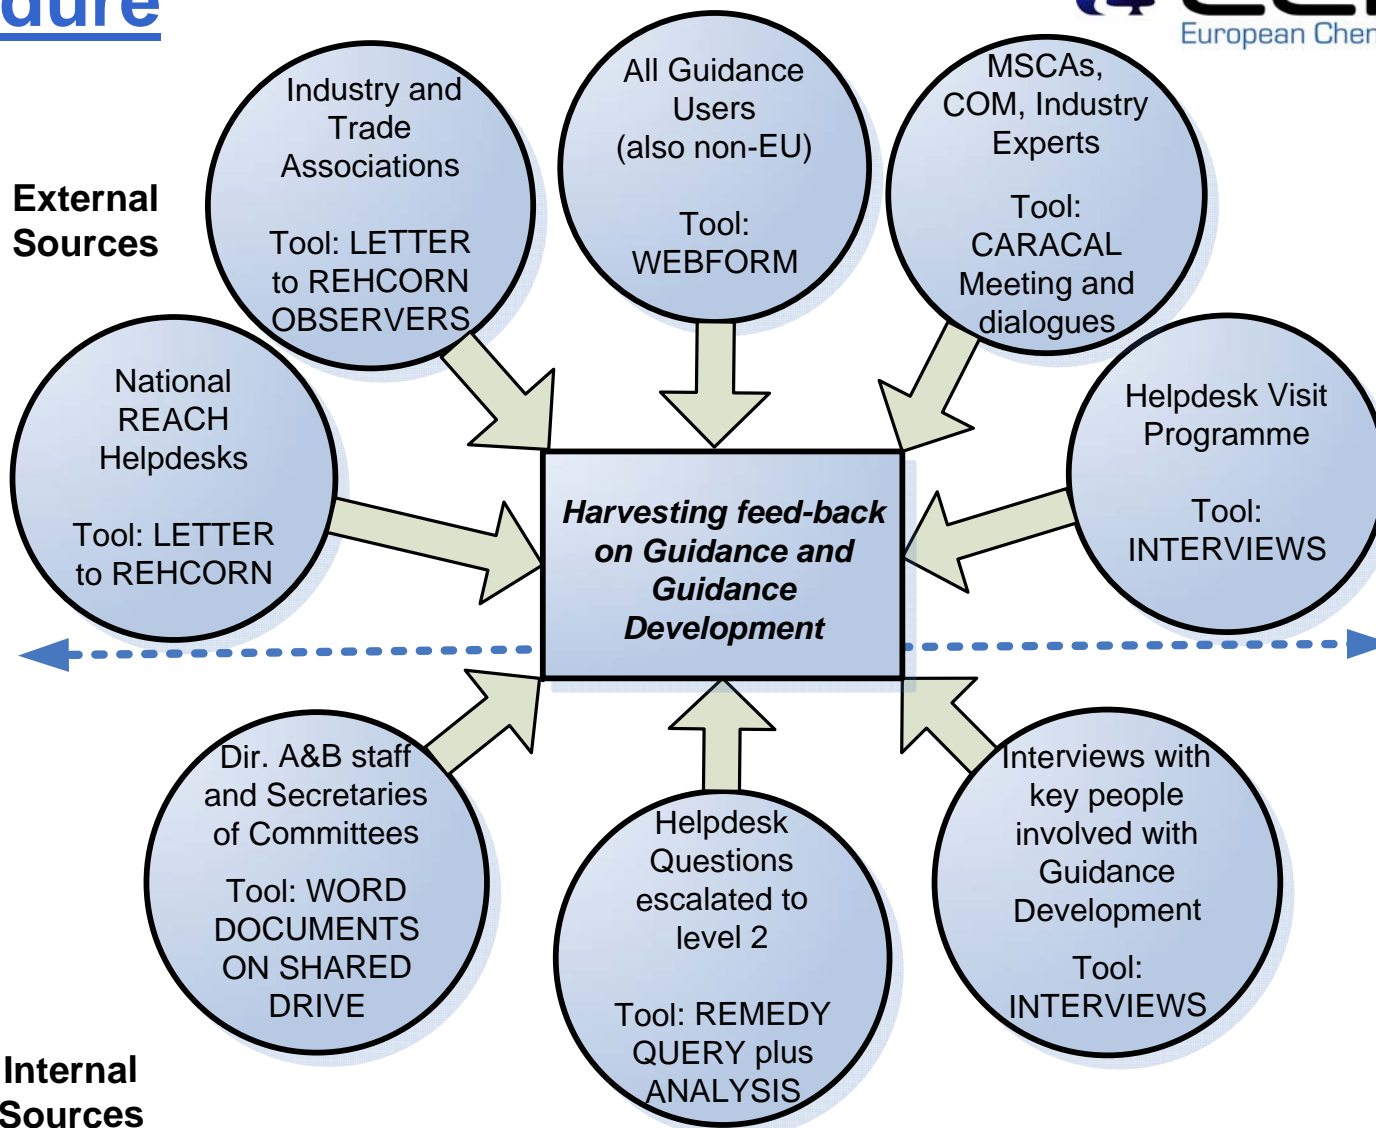 European Chem
External
Sources
Industry and
Trade
Associations
Tool: LETTER
to REHCORN
OBSERVERS
All Guidance
Users
(also non-EU)
Tool:
WEBFORM
MSCAs,
COM, Industry
Experts
Tool:
CARACAL
Meeting and
dialogues
National
REACH
Helpdesks
Tool: LETTER
to REHCORN
Helpdesk Visit
Programme
Tool:
INTERVIEWS
Harvesting feed-back
on Guidance and
Guidance
Development
Dir. A&B staff
and Secretaries
of Committees
Tool: WORD
DOCUMENTS
ON SHARED
DRIVE
Helpdesk
Questions
escalated to
level 2
Tool: REMEDY
QUERY plus
ANALYSIS
Interviews with
key people
involved with
Guidance
Development
Tool:
INTERVIEWS
Internal
Sources